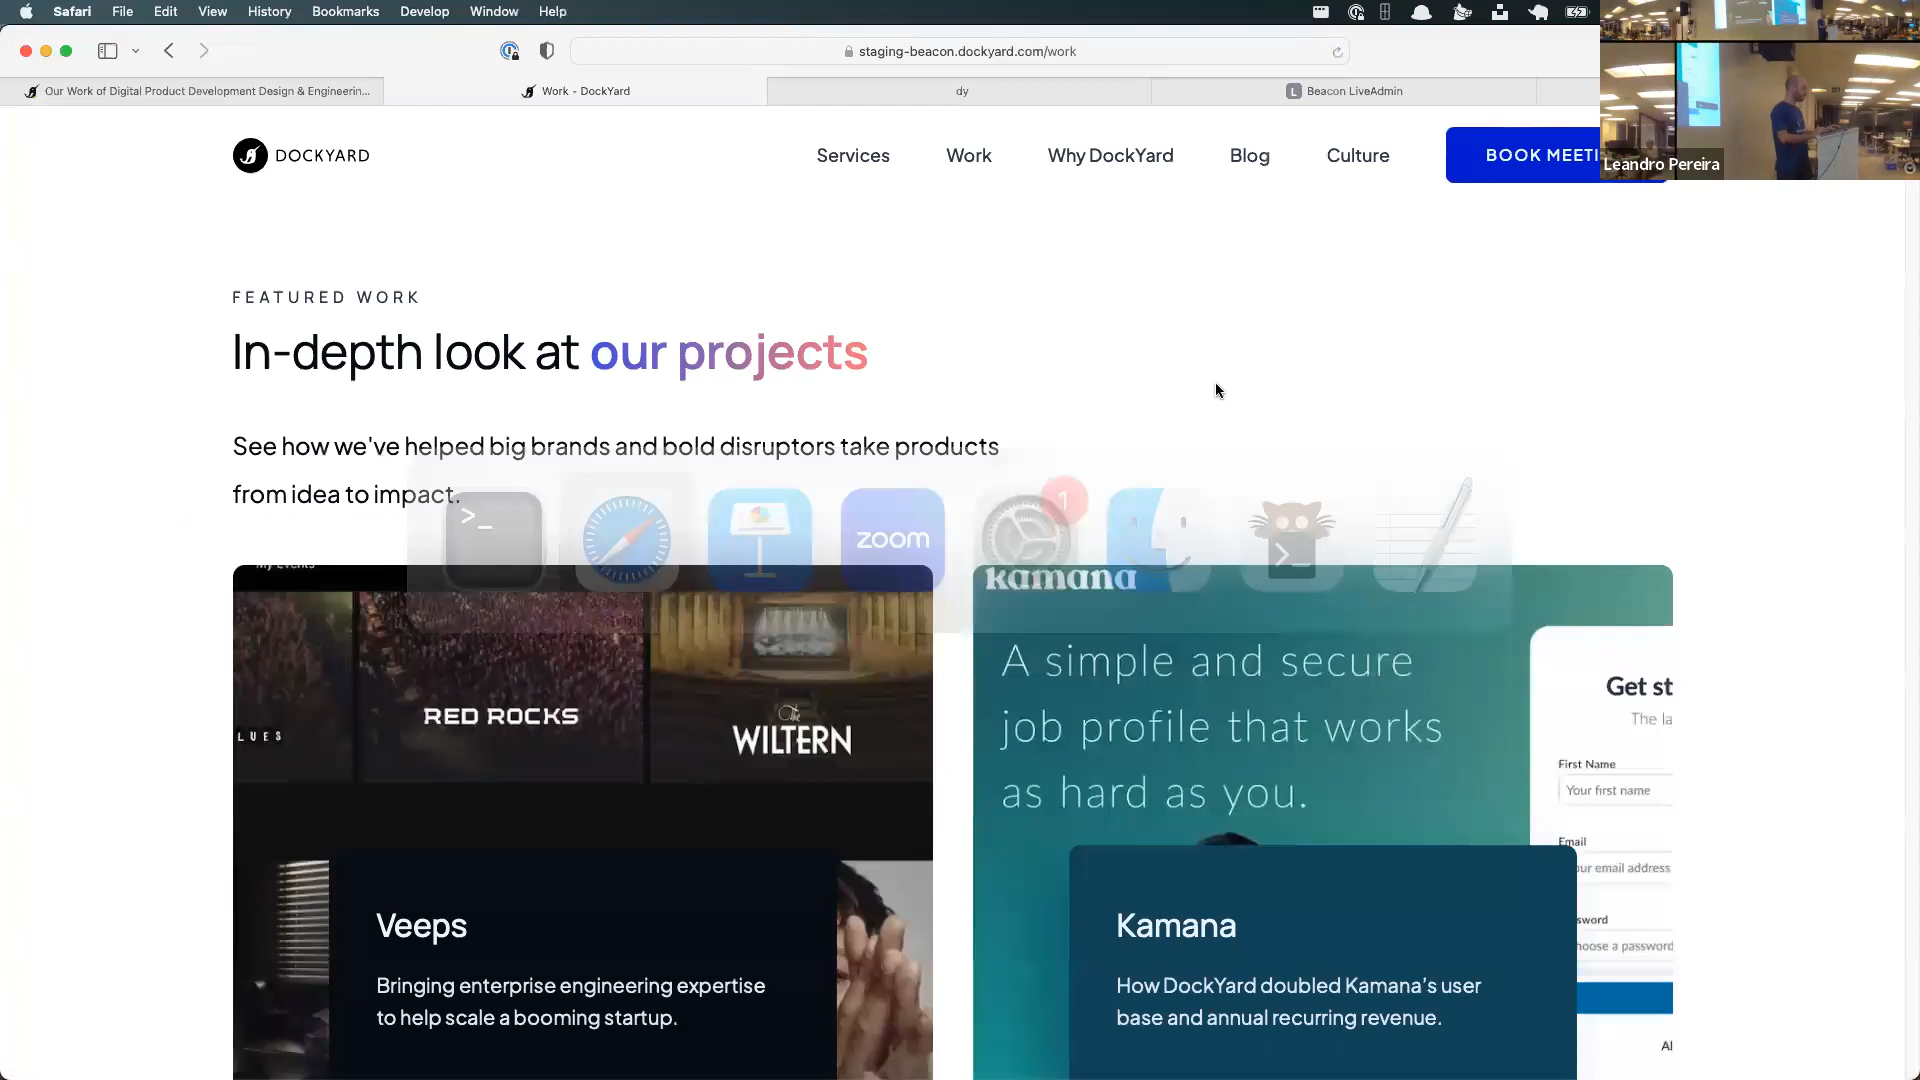 Safari File Edit View History Bookmarks Develop Window Help
staging-beacon.dockyard.com/work
Our Work of Digital Product Development Design & Engineerin...
Work - DockYard
dy
L Beacon LiveAdmin
DOCKYARD
Services
Work
Why DockYard
Blog
Culture
BOOK MEETI
Leandro Pereira
FEATURED WORK
In-depth look at our projects
See how we've helped big brands and bold disruptors take products
from idea to impact.
>_
zoom
1
My Events
LUES
RED ROCKS
The
WILTERN
Veeps
Bringing enterprise engineering expertise
to help scale a booming startup.
kamana
A simple and secure
job profile that works
as hard as you.
Get st
The la
First Name
Your first name
Email
our email address
sword
hoose a password
Al
Kamana
How DockYard doubled Kamana's user
base and annual recurring revenue.